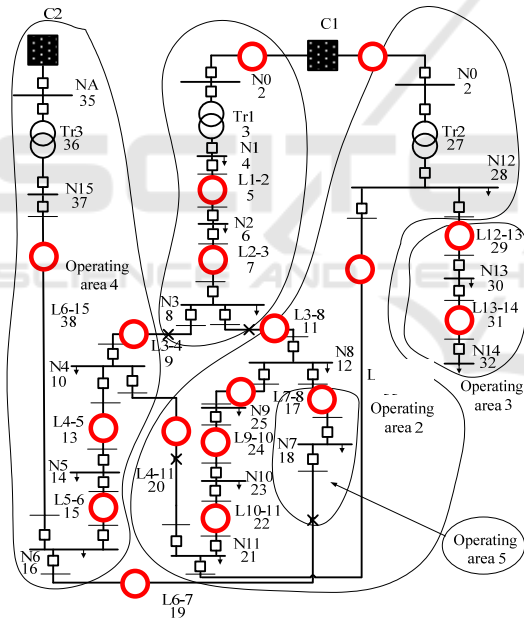 C2
C1
NA
35
N0
2
N0
2
Tr3
36
Tr1
3
Tr2
27
N1
4
N12
28
N15
37
L1-2
5
N2
6
L12-13
29
L2-3
7
N13
30
Operating
area 4
L6-15
38
N3
8
L13-14
31
L3-4
9
L3-8
11
N14
32
N8
12
Operating
area 3
N4
10
L7-8
17
L
Operating
area 2
N9
25
L4-5
13
L9-10
24
N7
18
N5
14
L4-11
20
N10
23
L5-6
15
L10-11
22
Operating
area 5
N6
16
N11
21
L6-7
19
SCITE
SCIENCE AND TECH